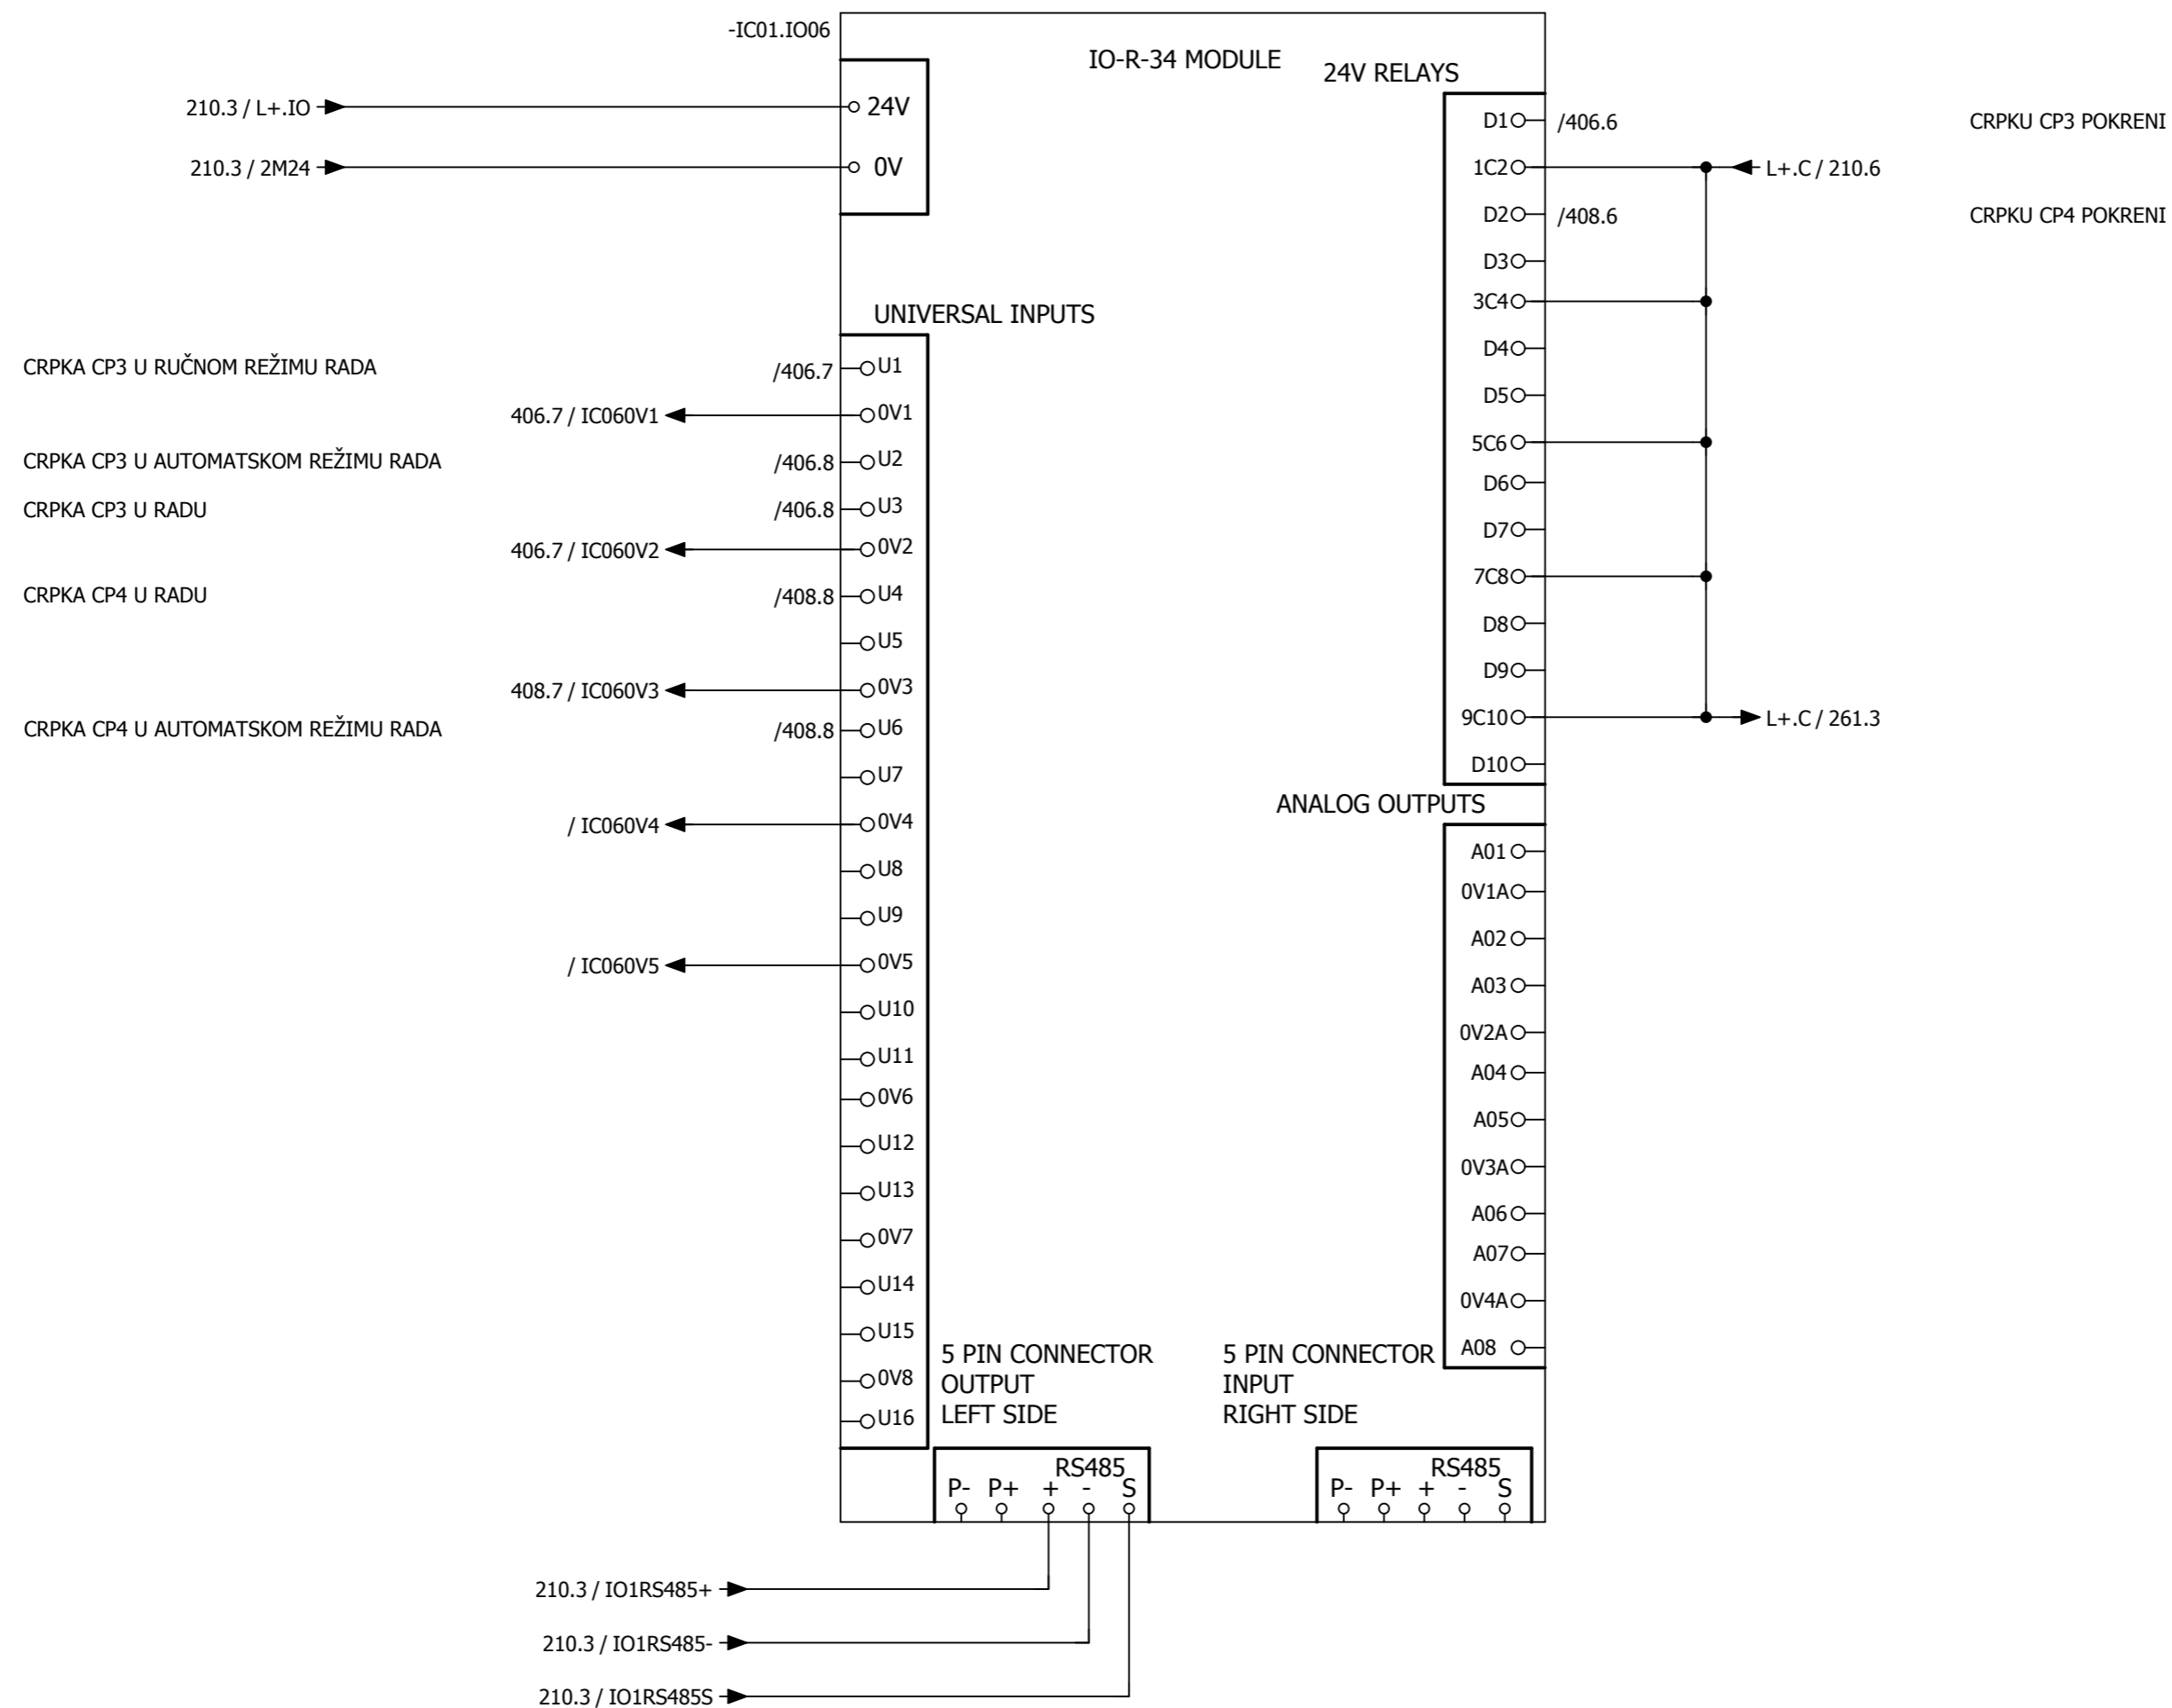 -IC01.IO06
IO-R-34 MODULE
24V RELAYS
210.3 / L+.IO
24V
210.3 / 2M24
0V
D1
/406.6
CRPKU CP3 POKRENI
1C2
L+.C / 210.6
D2
/408.6
CRPKU CP4 POKRENI
D3
3C4
D4
D5
5C6
D6
D7
7C8
D8
D9
9C10
L+.C / 261.3
D10
UNIVERSAL INPUTS
CRPKA CP3 U RUČNOM REŽIMU RADA
/406.7
U1
406.7 / IC060V1
0V1
CRPKA CP3 U AUTOMATSKOM REŽIMU RADA
/406.8
U2
CRPKA CP3 U RADU
/406.8
U3
406.7 / IC060V2
0V2
CRPKA CP4 U RADU
/408.8
U4
U5
408.7 / IC060V3
0V3
CRPKA CP4 U AUTOMATSKOM REŽIMU RADA
/408.8
U6
U7
/ IC060V4
0V4
U8
U9
/ IC060V5
0V5
U10
U11
0V6
U12
U13
0V7
U14
U15
0V8
U16
ANALOG OUTPUTS
A01
0V1A
A02
A03
0V2A
A04
A05
0V3A
A06
A07
0V4A
A08
5 PIN CONNECTOR
OUTPUT
LEFT SIDE
5 PIN CONNECTOR
INPUT
RIGHT SIDE
RS485
P- P+ + - S
RS485
P- P+ + - S
210.3 / IO1RS485+
210.3 / IO1RS485-
210.3 / IO1RS485S